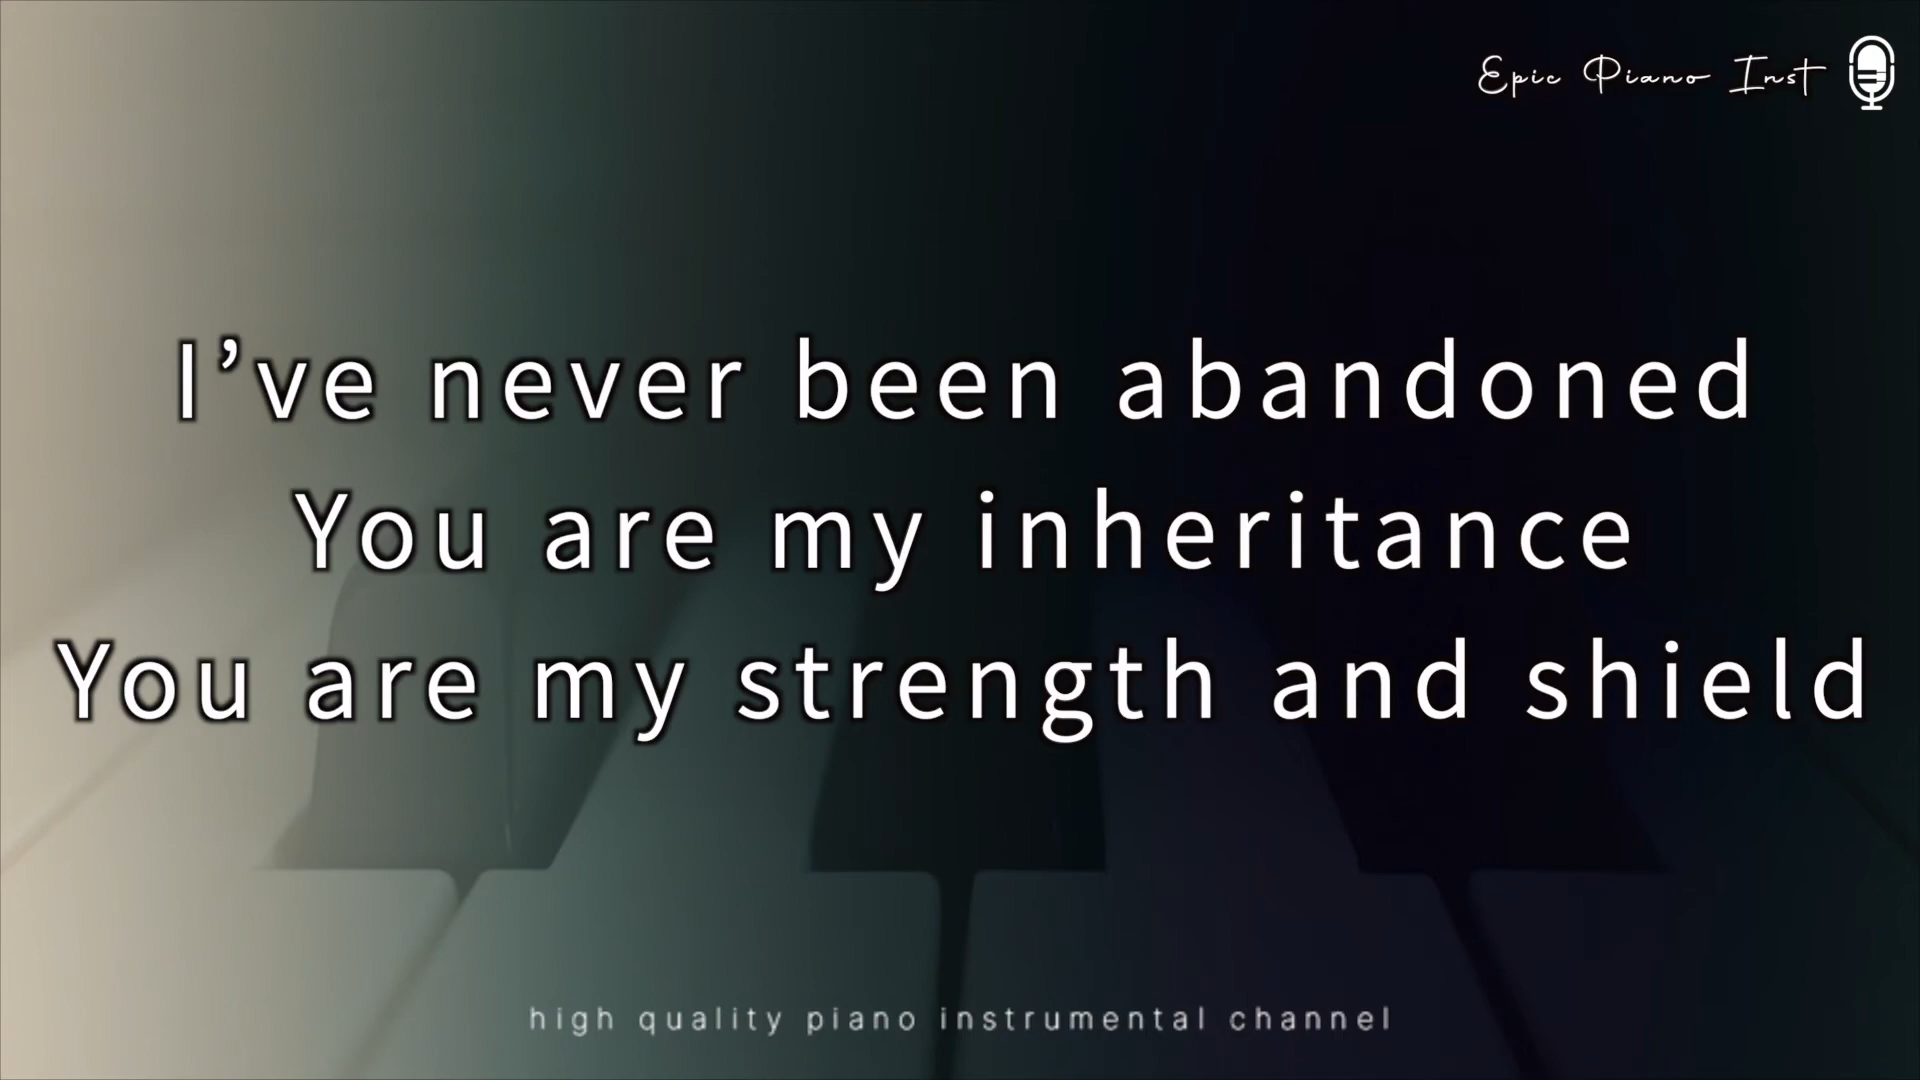 Epic Piano Inst
I’ve never been abandoned
You are my inheritance
You are my strength and shield
high quality piano instrumental channel